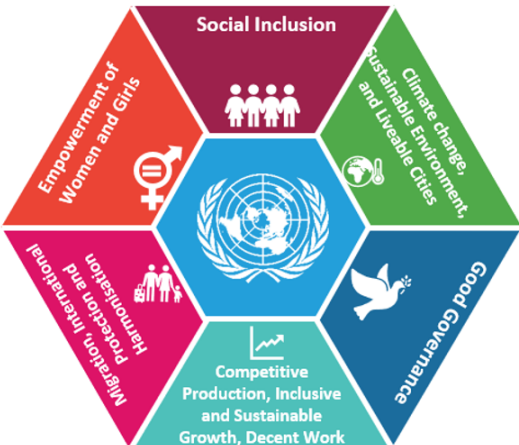 Social Inclusion
Climate change,
Sustainable Environment,
and Liveable Cities
Good Governance
Competitive
Production, Inclusive
and Sustainable
Growth, Decent Work
Migration, International
Protection and
Harmonisation
Empowerment of
Women and Girls